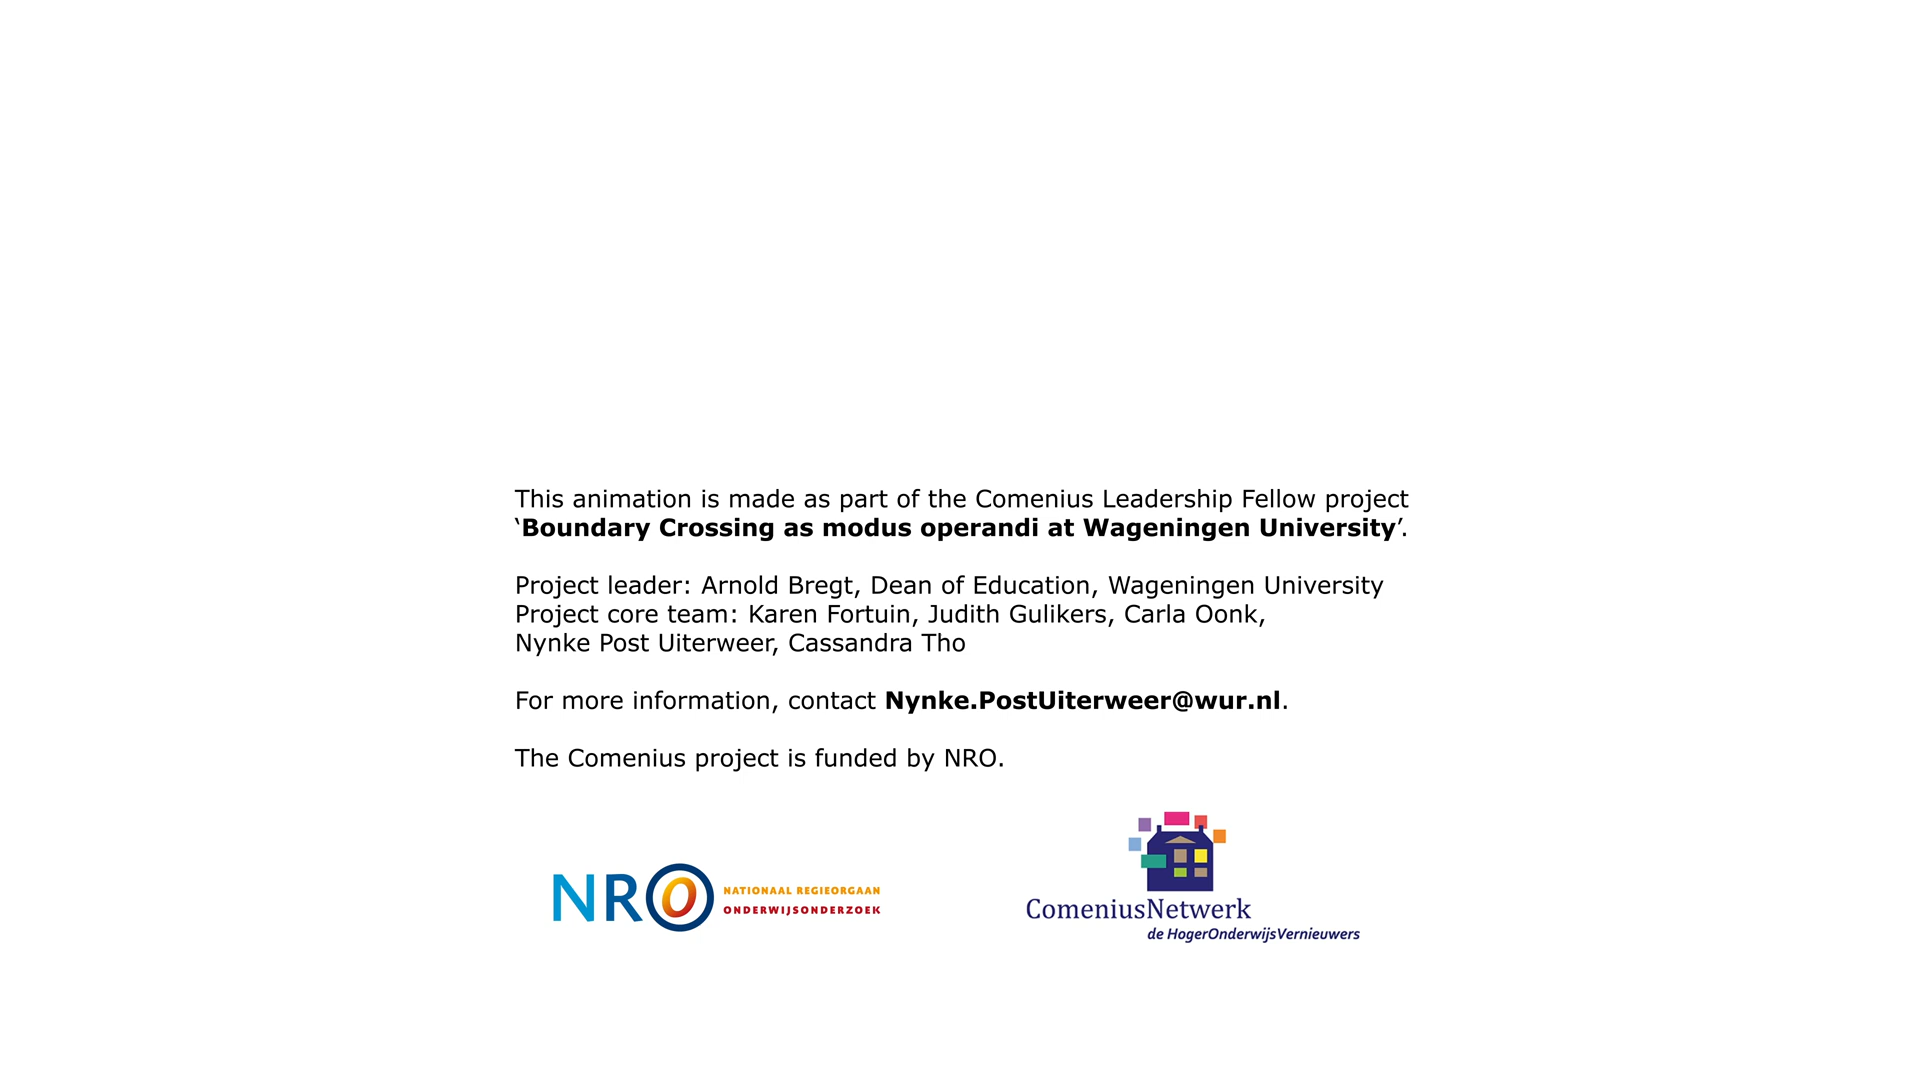 This animation is made as part of the Comenius Leadership Fellow project
‘Boundary Crossing as modus operandi at Wageningen University’.
Project leader: Arnold Bregt, Dean of Education, Wageningen University
Project core team: Karen Fortuin, Judith Gulikers, Carla Oonk,
Nynke Post Uiterweer, Cassandra Tho
For more information, contact Nynke.PostUiterweer@wur.nl.
The Comenius project is funded by NRO.
NRO
NATIONAAL REGIEORGAAN
ONDERWIJSONDERZOEK
ComeniusNetwerk
de HogerOnderwijsVernieuwers